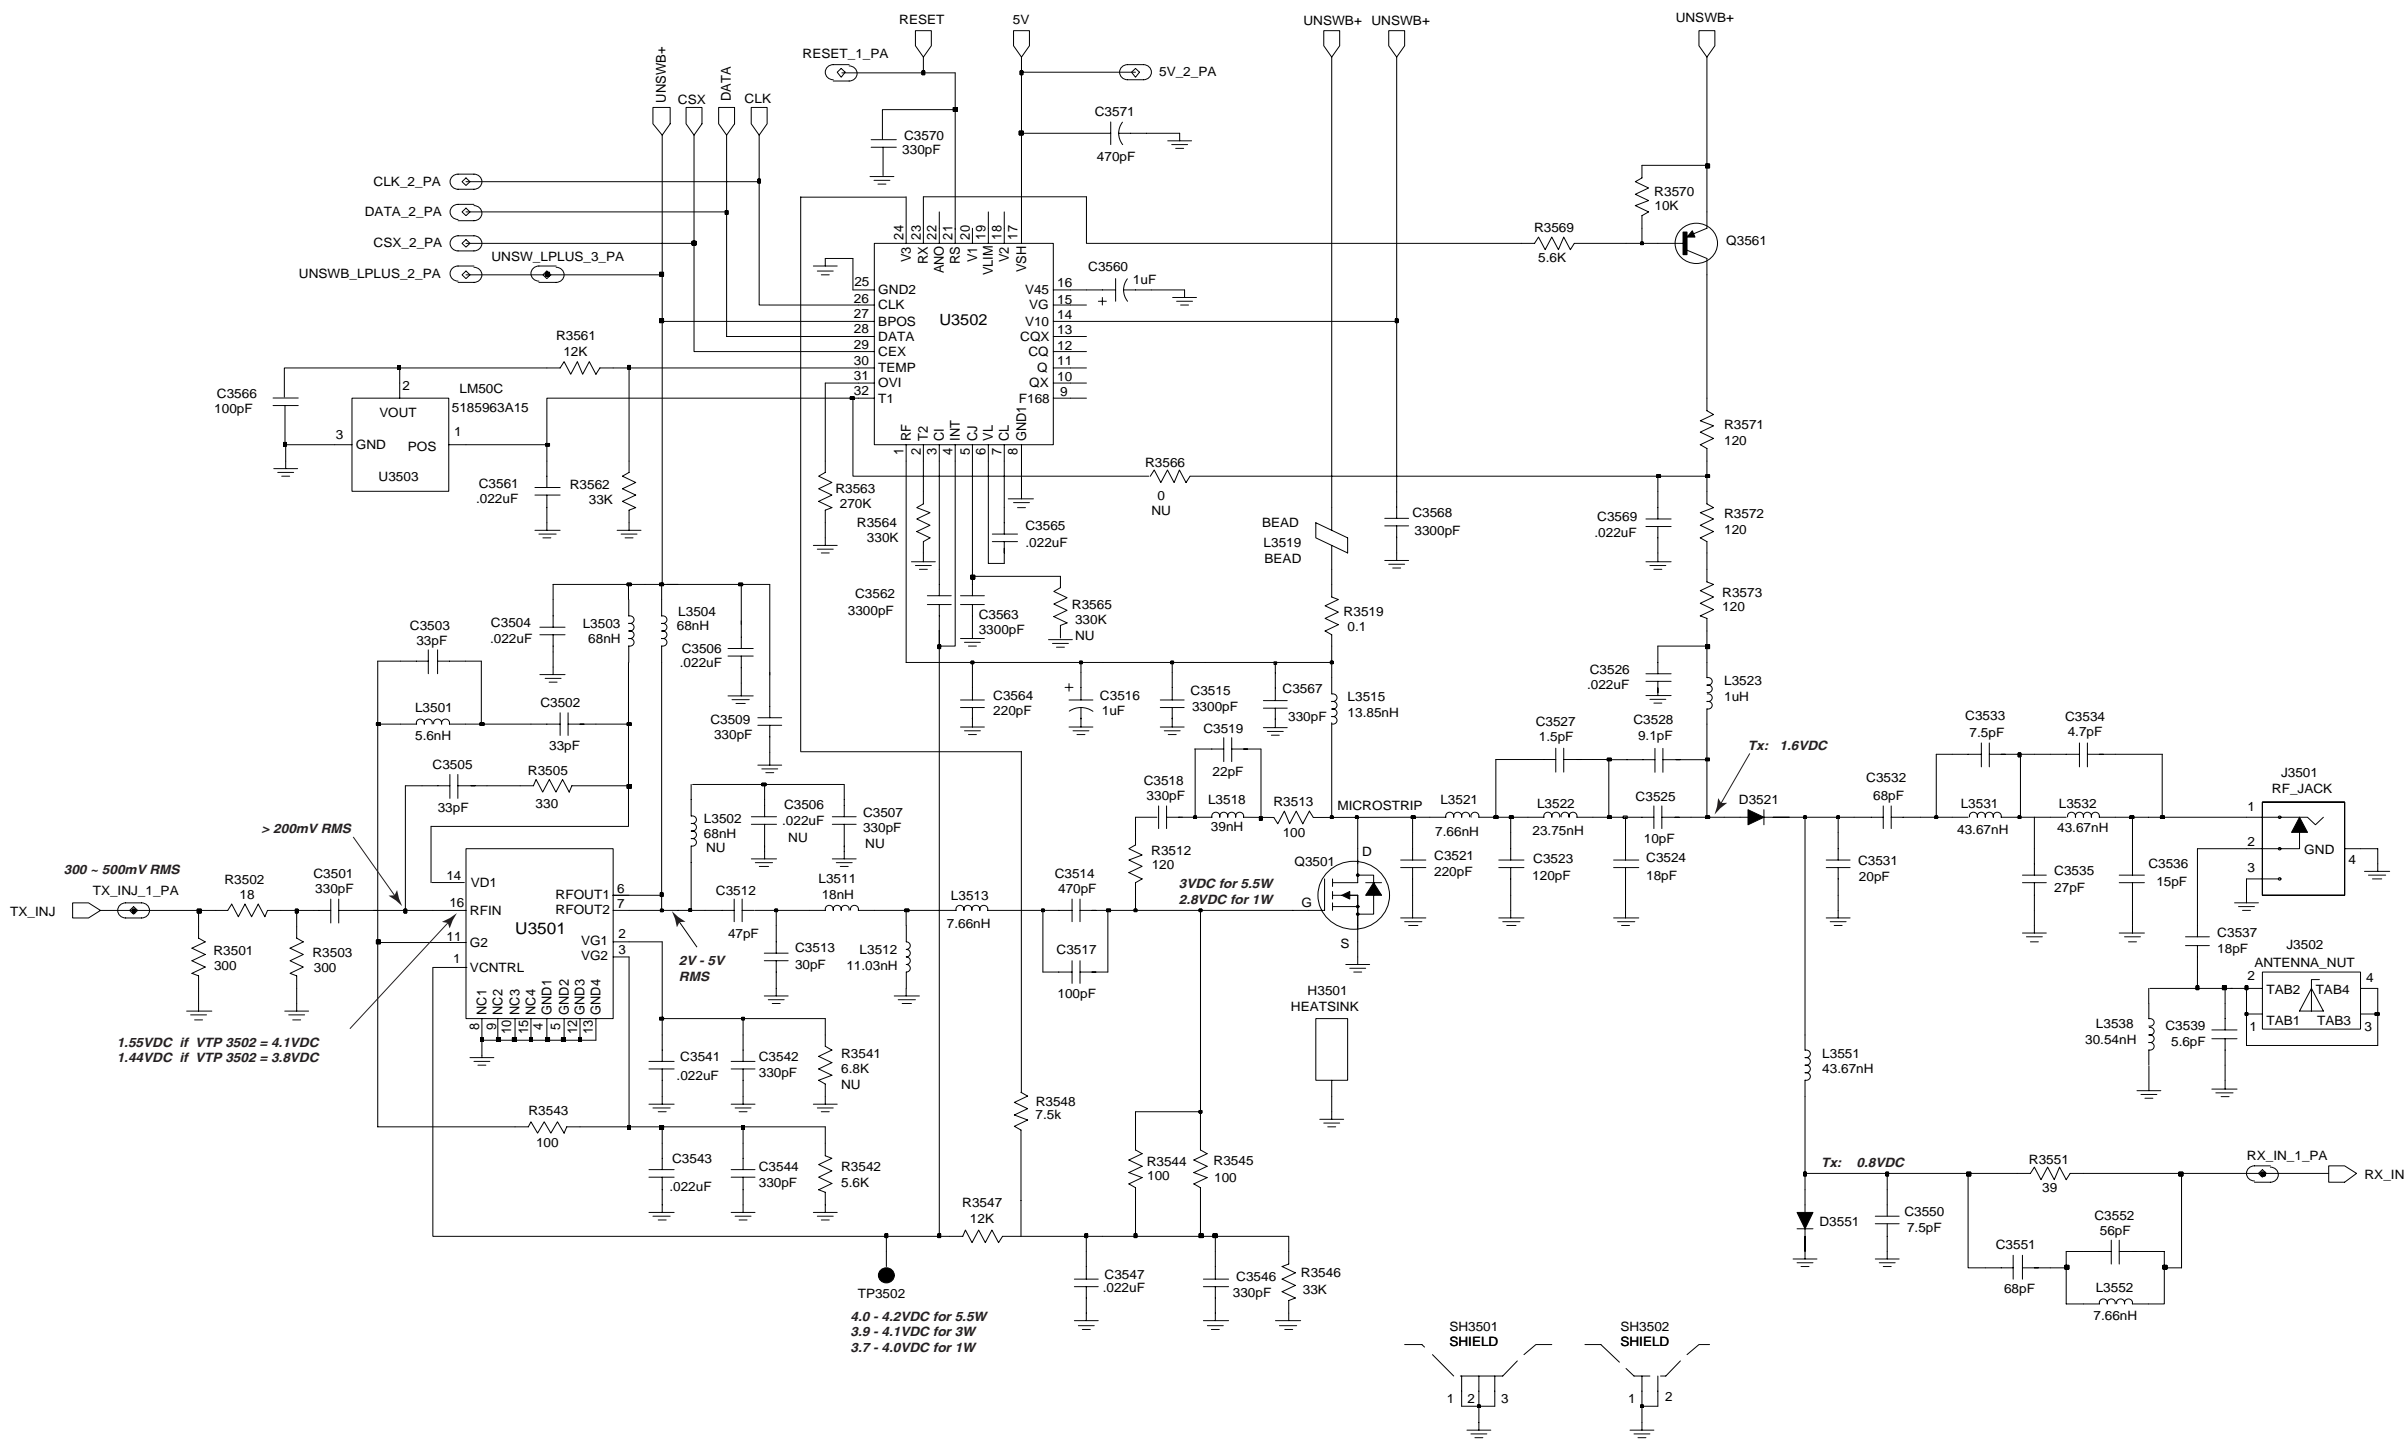 RESET
5V
UNSWB+
UNSWB+
UNSWB+
RESET_1_PA
5V_2_PA
UNSWB+
CSX
DATA
CLK
C3570
330pF
C3571
470pF
CLK_2_PA
DATA_2_PA
CSX_2_PA
UNSW_LPLUS_3_PA
UNSWB_LPLUS_2_PA
R3570
10K
R3569
5.6K
Q3561
24
23
22
21
20
19
18
17
V3
RX
ANO
RS
V1
VLIM
V2
VSH
25
GND2
26
CLK
27
BPOS
28
DATA
29
CEX
30
TEMP
31
OVI
32
T1
U3502
V45
16
VG
15
V10
14
CQX
13
CQ
12
Q
11
QX
10
F168
9
RF
T2
CI
INT
CJ
VL
CL
GND1
1
2
3
4
5
6
7
8
C3560
1uF
+
R3561
12K
C3566
100pF
2
LM50C
5185963A15
VOUT
3
GND
POS
1
U3503
C3561
.022uF
R3562
33K
R3563
270K
R3564
330K
C3565
.022uF
R3566
0
NU
BEAD
L3519
BEAD
C3568
3300pF
C3569
.022uF
R3571
120
R3572
120
R3573
120
C3562
3300pF
C3563
3300pF
R3565
330K
NU
R3519
0.1
C3503
33pF
C3504
.022uF
L3503
68nH
L3504
68nH
C3506
.022uF
C3509
330pF
L3501
5.6nH
C3502
33pF
C3505
33pF
R3505
330
C3564
220pF
+
C3516
1uF
C3515
3300pF
C3567
330pF
L3515
13.85nH
C3526
.022uF
L3523
1uH
C3519
22pF
C3518
330pF
L3518
39nH
R3513
100
MICROSTRIP
R3512
120
C3527
1.5pF
C3528
9.1pF
Tx: 1.6VDC
L3521
7.66nH
L3522
23.75nH
C3525
10pF
D3521
C3532
68pF
C3533
7.5pF
C3534
4.7pF
L3531
43.67nH
L3532
43.67nH
J3501
RF_JACK
1
2
3
GND
4
L3502
68nH
NU
C3506
.022uF
NU
C3507
330pF
NU
> 200mV RMS
300 ~ 500mV RMS
TX_INJ_1_PA
TX_INJ
R3502
18
C3501
330pF
R3501
300
R3503
300
14
VD1
16
RFIN
11
G2
1
VCNTRL
U3501
RFOUT1
6
RFOUT2
7
VG1
2
VG2
3
NC1
NC2
NC3
NC4
GND1
GND2
GND3
GND4
8
9
10
15
4
5
12
13
1.55VDC if VTP 3502 = 4.1VDC
1.44VDC if VTP 3502 = 3.8VDC
2V - 5V
RMS
C3512
47pF
C3513
30pF
L3511
18nH
L3512
11.03nH
L3513
7.66nH
C3514
470pF
C3517
100pF
3VDC for 5.5W
2.8VDC for 1W
Q3501
D
G
S
H3501
HEATSINK
C3521
220pF
C3523
120pF
C3524
18pF
C3531
20pF
C3535
27pF
C3536
15pF
C3537
18pF
J3502
ANTENNA_NUT
2
TAB2
TAB4
4
1
TAB1
TAB3
3
L3538
30.54nH
C3539
5.6pF
C3541
.022uF
C3542
330pF
R3541
6.8K
NU
R3543
100
C3543
.022uF
C3544
330pF
R3542
5.6K
R3548
7.5k
R3544
100
R3545
100
R3547
12K
TP3502
4.0 - 4.2VDC for 5.5W
3.9 - 4.1VDC for 3W
3.7 - 4.0VDC for 1W
C3547
.022uF
C3546
330pF
R3546
33K
L3551
43.67nH
Tx: 0.8VDC
D3551
C3550
7.5pF
R3551
39
C3551
68pF
C3552
56pF
L3552
7.66nH
RX_IN_1_PA
RX_IN
SH3501
SHIELD
1
2
3
SH3502
SHIELD
1
2